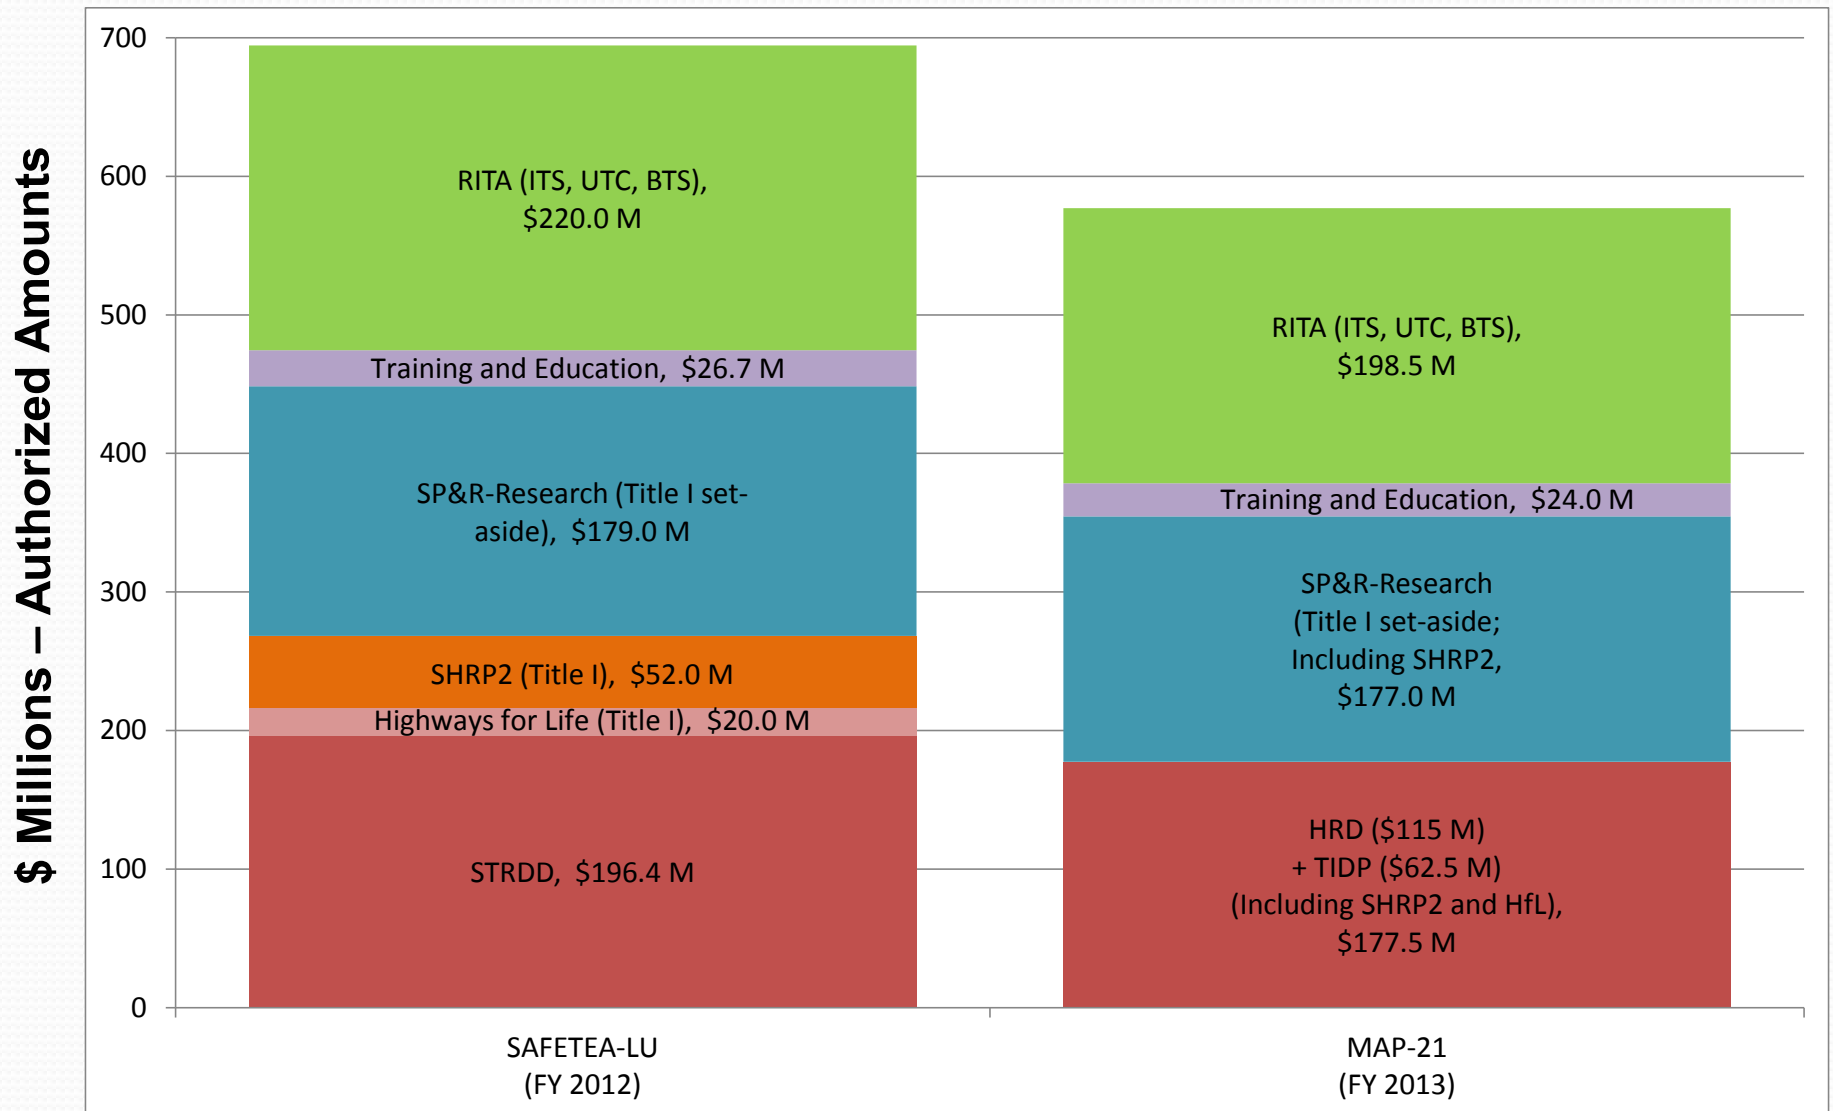 $ Millions – Authorized Amounts
700
600
500
400
300
200
100
0
RITA (ITS, UTC, BTS),
$220.0 M
Training and Education, $26.7 M
SP&R-Research (Title I set-
aside), $179.0 M
SHRP2 (Title I), $52.0 M
Highways for Life (Title I), $20.0 M
STRDD, $196.4 M
RITA (ITS, UTC, BTS),
$198.5 M
Training and Education, $24.0 M
SP&R-Research
(Title I set-aside;
Including SHRP2,
$177.0 M
HRD ($115 M)
+ TIDP ($62.5 M)
(Including SHRP2 and HfL),
$177.5 M
SAFETEA-LU
(FY 2012)
MAP-21
(FY 2013)